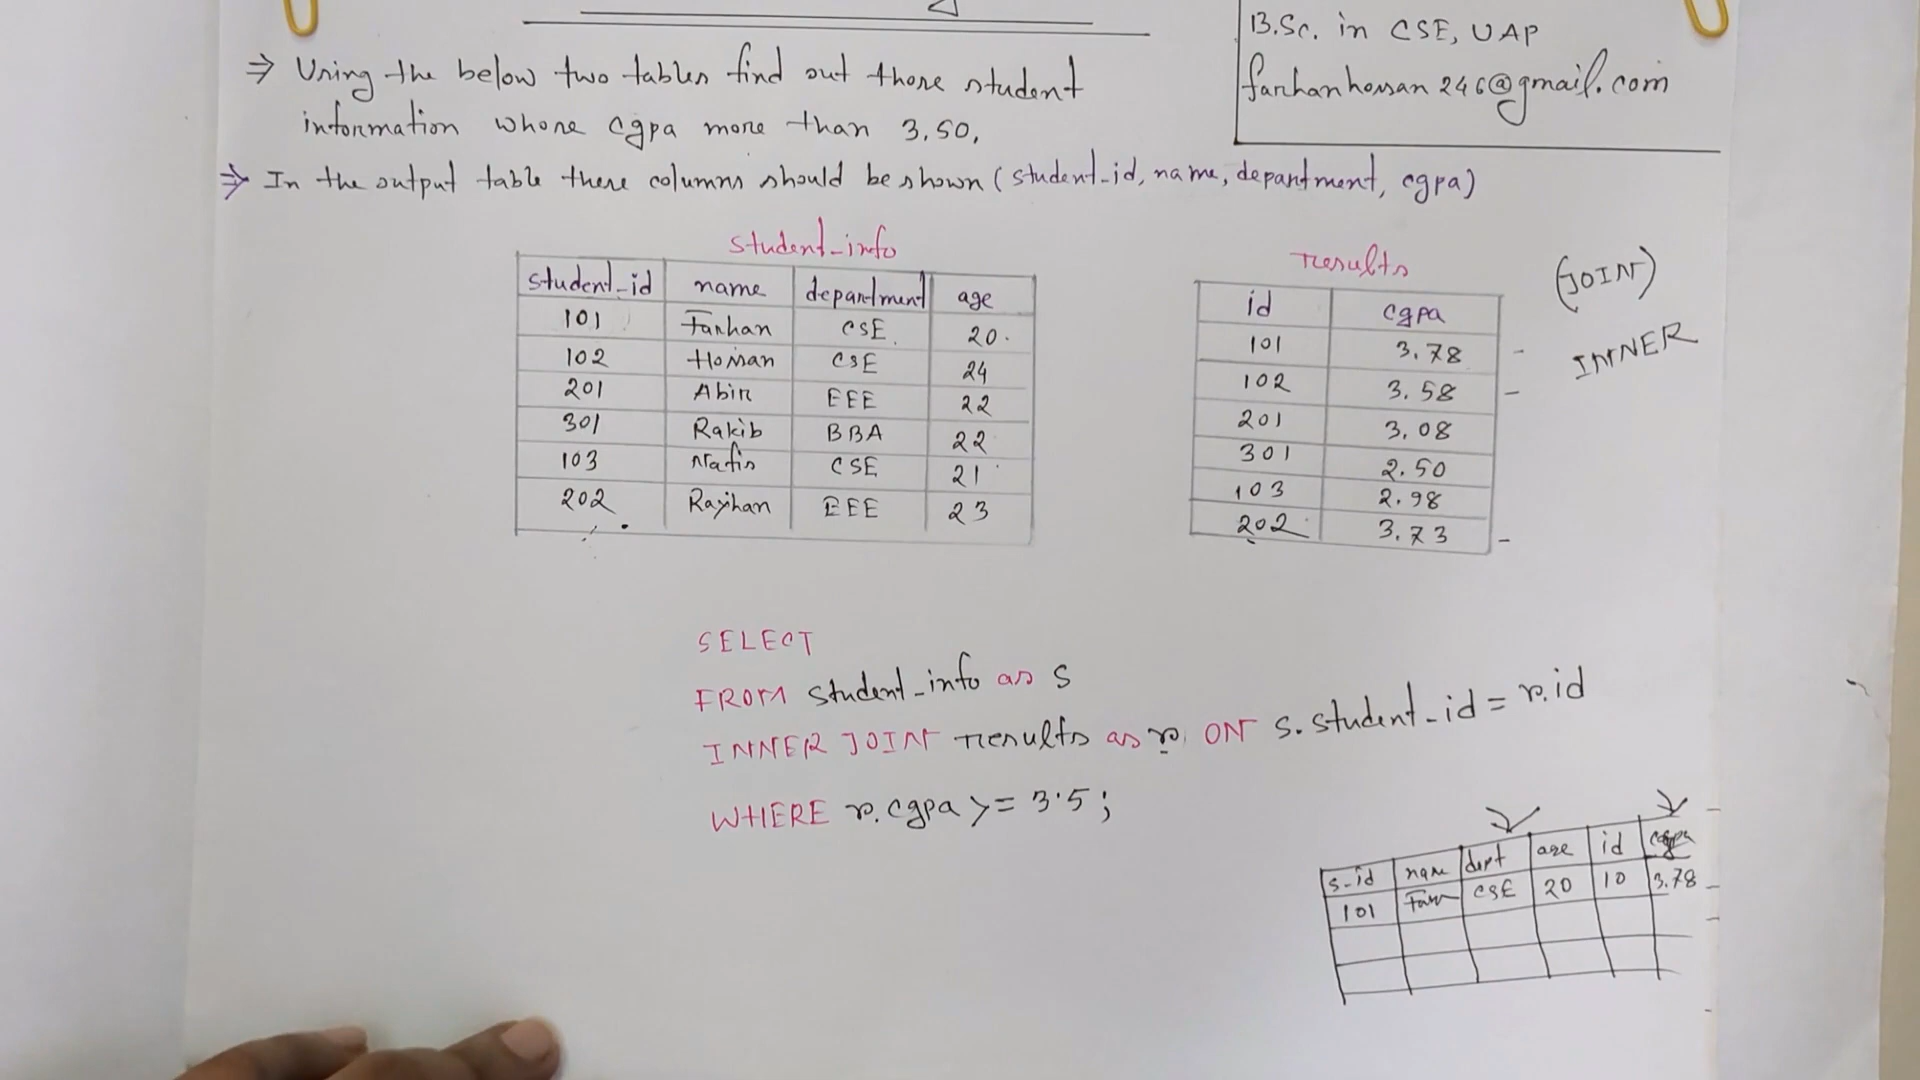 B.Sc. in CSE, UAP
farhanhossan246@gmail.com
⇒ Using the below two tables find out those student
information whose cgpa more than 3.50,
⇒ In the output table these columns should be shown (student_id, name, department, cgpa)
student_info
student_id name department age
101 Farhan CSE 20
102 Hossan CSE 24
201 Abir EEE 22
301 Rakib BBA 22
103 Nafis CSE 21
202 Rayhan EEE 23
results
id cgpa
101 3.78
102 3.58
201 3.08
301 2.50
103 2.98
202 3.73
(JOIN)
INNER
SELECT
FROM student_info as s
INNER JOIN results as r ON s.student_id = r.id
WHERE r.cgpa >= 3.5;
s-id name dept age id cgpa
101 Farh CSE 20 10 3.78